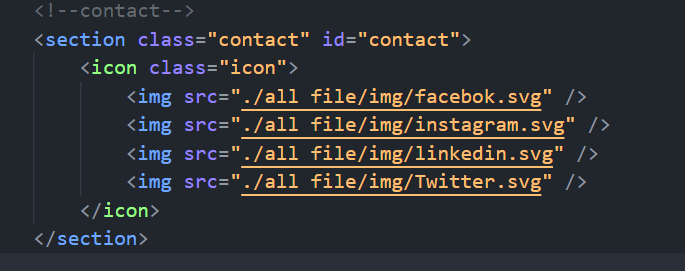 <!--contact-->
<section class="contact" id="contact">
<icon class="icon">
<img src="./all file/img/facebok.svg" />
<img src="./all file/img/instagram.svg" />
<img src="./all file/img/linkedin.svg" />
<img src="./all file/img/Twitter.svg" />
</icon>
</section>